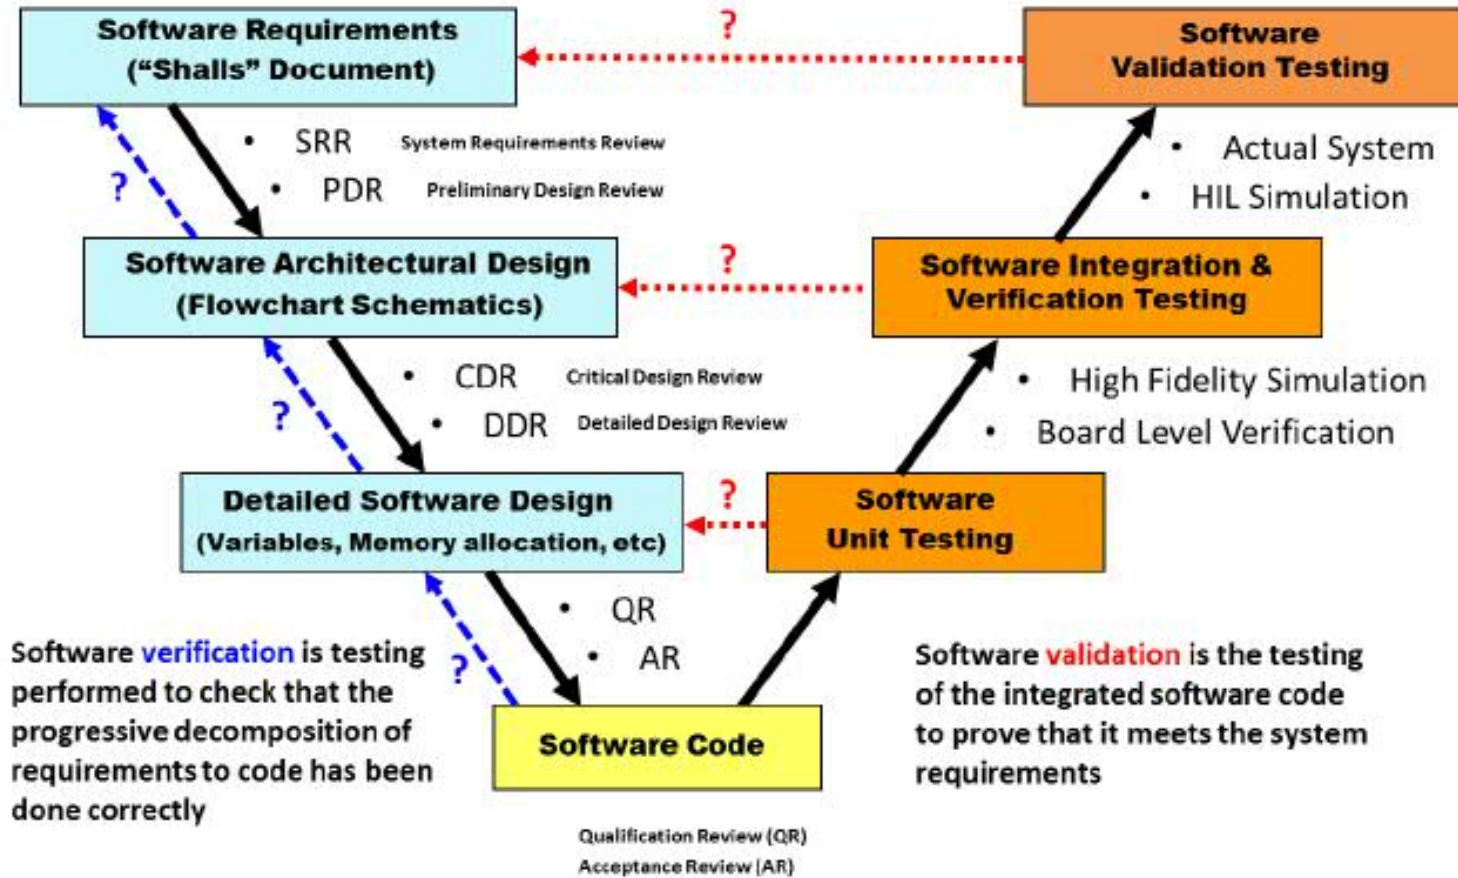 Software Requirements
(“Shalls” Document)
?
Software
Validation Testing
• SRR System Requirements Review
• PDR Preliminary Design Review
?
• Actual System
• HIL Simulation
Software Architectural Design
(Flowchart Schematics)
?
Software Integration &
Verification Testing
• CDR Critical Design Review
• DDR Detailed Design Review
?
• High Fidelity Simulation
• Board Level Verification
Detailed Software Design
(Variables, Memory allocation, etc)
?
Software
Unit Testing
• QR
• AR
?
Software verification is testing
performed to check that the
progressive decomposition of
requirements to code has been
done correctly
Software Code
Software validation is the testing
of the integrated software code
to prove that it meets the system
requirements
Qualification Review (QR)
Acceptance Review (AR)